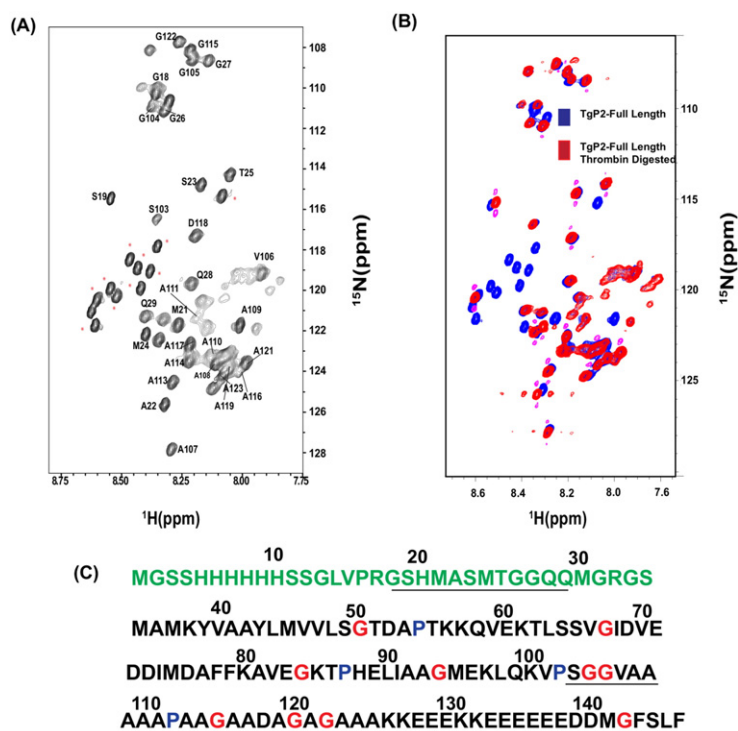 (A)
G122
G115
G105
G27
G18
G104
G26
T25
S23
S19
S103
D118
V106
Q28
A111
Q29
M21
A109
M24
A117
A110
A114
A108
A121
A113
A123
A116
A119
A22
A107
108
110
112
114
116
118
120
122
124
126
128
15N(ppm)
8.75
8.50
8.25
8.00
7.75
1H(ppm)
(B)
TgP2-Full Length
TgP2-Full Length
Thrombin Digested
110
115
120
125
15N(ppm)
8.6
8.4
8.2
8.0
7.6
1H(ppm)
(C)
10 20 30
MGSSHHHHHHSSGLVPRGSHMASMTGGQQMGRGS
40 50 60 70
MAMKYVAAYLMVVLSGTDAPTKKQVEKTLSSVGIDVE
80 90 100
DDIMDAFFKAVEGKTPHELIAAGMEKLQKVPSGGVAA
110 120 130 140
AAAPAAGAADAGAGAAAKKEEEKKEEEEEEDDMGFSLF